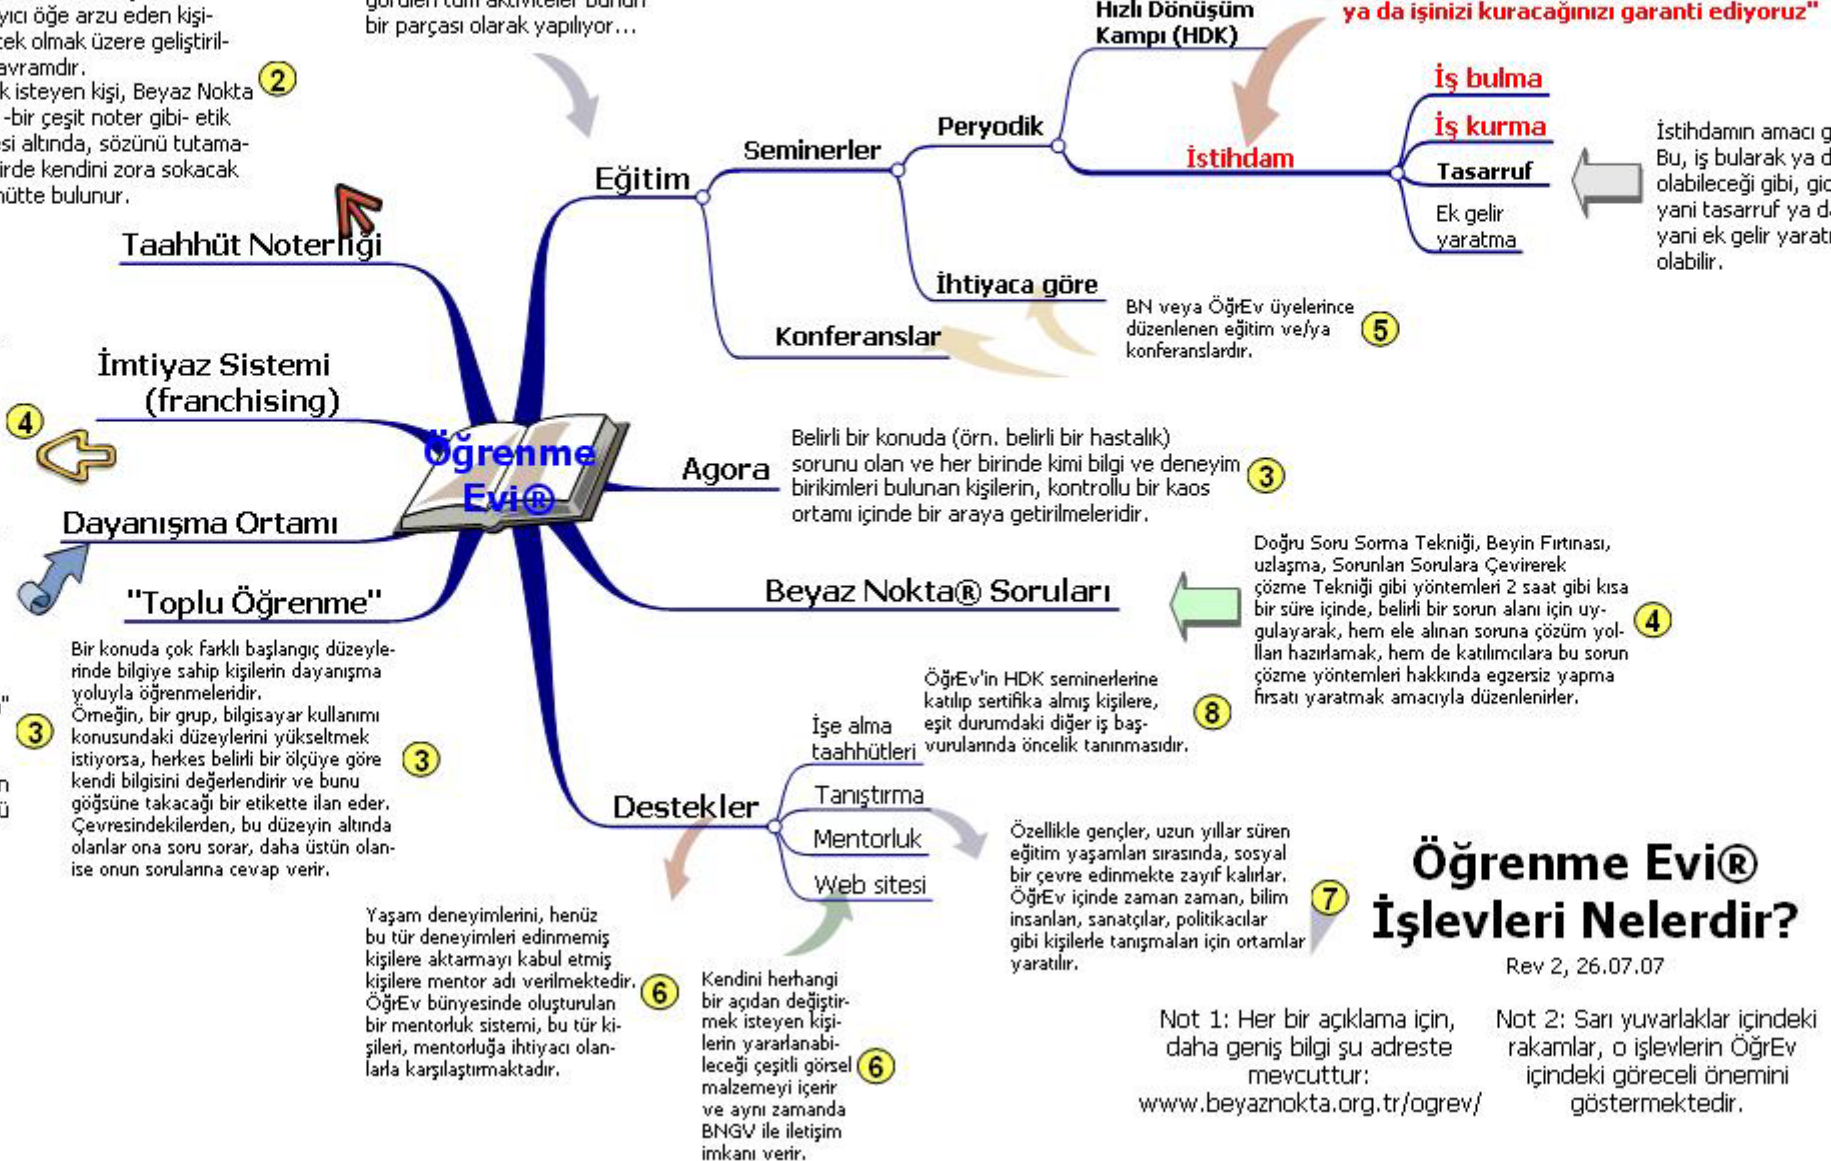 yıcı öğe arzu eden kişi-
tek olmak üzere geliştiril-
avramdır.
k isteyen kişi, Beyaz Nokta
-bir çeşit noter gibi- etik
si altında, sözünü tutama-
irde kendini zora sokacak
hütte bulunur.
2
görülen tüm aktiviteler bunun
bir parçası olarak yapılıyor...
Hızlı Dönüşüm
Kampı (HDK)
ya da işinizi kuracağınızı garanti ediyoruz"
İş bulma
İş kurma
Tasarruf
Ek gelir
yaratma
İstihdamın amacı g
Bu, iş bularak ya d
olabileceği gibi, gid
yani tasarruf ya da
yani ek gelir yarat
olabilir.
Peryodik
İstihdam
Seminerler
Eğitim
İhtiyaca göre
Konferanslar
BN veya ÖğrEv üyelerince
düzenlenen eğitim ve/ya
konferanslardır.
5
Taahhüt Noterliği
İmtiyaz Sistemi
(franchising)
4
Öğrenme
Evi®
Agora
Belirli bir konuda (örn. belirli bir hastalık)
sorunu olan ve her birinde kimi bilgi ve deneyim
birikimleri bulunan kişilerin, kontrollu bir kaos
ortamı içinde bir araya getirilmeleridir.
3
Dayanışma Ortamı
"Toplu Öğrenme"
Beyaz Nokta® Soruları
Doğru Soru Sorma Tekniği, Beyin Fırtınası,
uzlaşma, Sorunları Sorulara Çevirerek
çözme Tekniği gibi yöntemleri 2 saat gibi kısa
bir süre içinde, belirli bir sorun alanı için uy-
gulayarak, hem ele alınan soruna çözüm yol-
ları hazırlamak, hem de katılımcılara bu sorun
çözme yöntemleri hakkında egzersiz yapma
fırsatı yaratmak amacıyla düzenlenirler.
4
Bir konuda çok farklı başlangıç düzeyle-
rinde bilgiye sahip kişilerin dayanışma
yoluyla öğrenmeleridir.
Örneğin, bir grup, bilgisayar kullanımı
konusundaki düzeylerini yükseltmek
istiyorsa, herkes belirli bir ölçüye göre
kendi bilgisini değerlendirir ve bunu
göğsüne takacağı bir etikette ilan eder.
Çevresindekilerden, bu düzeyin altında
olanlar ona soru sorar, daha üstün olan-
ise onun sorularına cevap verir.
"
3
n
ü
3
ÖğrEv'in HDK seminerlerine
katılıp sertifika almış kişilere,
eşit durumdaki diğer iş baş-
vurularında öncelik tanınmasıdır.
8
İşe alma
taahhütleri
Tanıştırma
Mentorluk
Web sitesi
Destekler
Yaşam deneyimlerini, henüz
bu tür deneyimleri edinmemiş
kişilere aktarmayı kabul etmiş
kişilere mentor adı verilmektedir.
ÖğrEv bünyesinde oluşturulan
bir mentorluk sistemi, bu tür ki-
şileri, mentorluğa ihtiyacı olan-
larla karşılaştırmaktadır.
6
Kendini herhangi
bir açıdan değiştir-
mek isteyen kişi-
lerin yararlanabi-
leceği çeşitli görsel
malzemeyi içerir
ve aynı zamanda
BNGV ile iletişim
imkanı verir.
6
Özellikle gençler, uzun yıllar süren
eğitim yaşamları sırasında, sosyal
bir çevre edinmekte zayıf kalırlar.
ÖğrEv içinde zaman zaman, bilim
insanları, sanatçılar, politikacılar
gibi kişilerle tanışmaları için ortamlar
yaratılır.
7
Öğrenme Evi®
İşlevleri Nelerdir?
Rev 2, 26.07.07
Not 1: Her bir açıklama için,
daha geniş bilgi şu adreste
mevcuttur:
www.beyaznokta.org.tr/ogrev/
Not 2: Sarı yuvarlaklar içindeki
rakamlar, o işlevlerin ÖğrEv
içindeki göreceli önemini
göstermektedir.